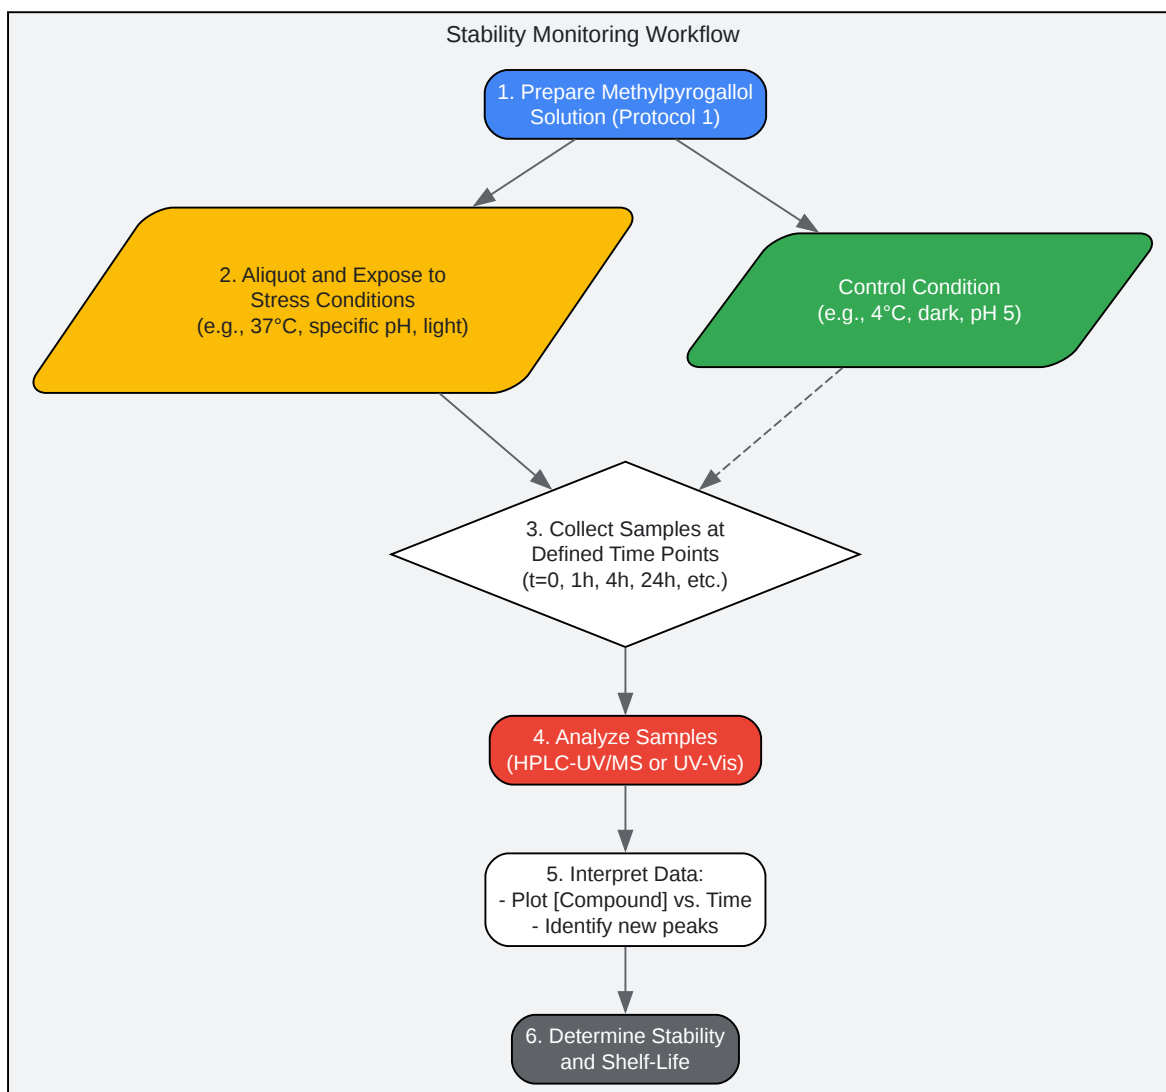 Stability Monitoring Workflow
1. Prepare Methylpyrogallol
Solution (Protocol 1)
2. Aliquot and Expose to
Stress Conditions
(e.g., 37°C, specific pH, light)
Control Condition
(e.g., 4°C, dark, pH 5)
3. Collect Samples at
Defined Time Points
(t=0, 1h, 4h, 24h, etc.)
4. Analyze Samples
(HPLC-UV/MS or UV-Vis)
5. Interpret Data:
- Plot [Compound] vs. Time
- Identify new peaks
6. Determine Stability
and Shelf-Life